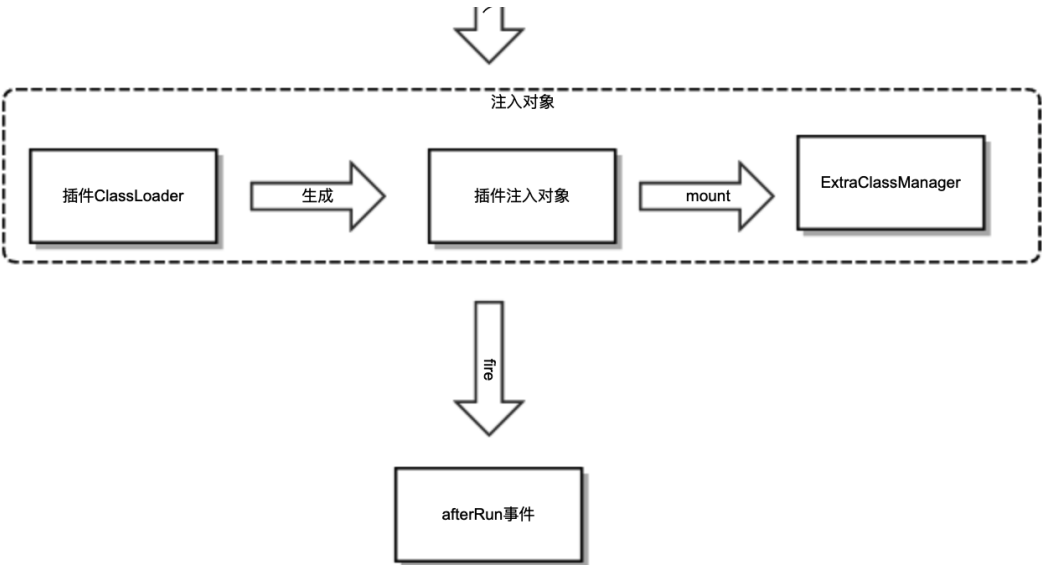 注入对象
插件ClassLoader
生成
插件注入对象
mount
ExtraClassManager
fire
afterRun事件